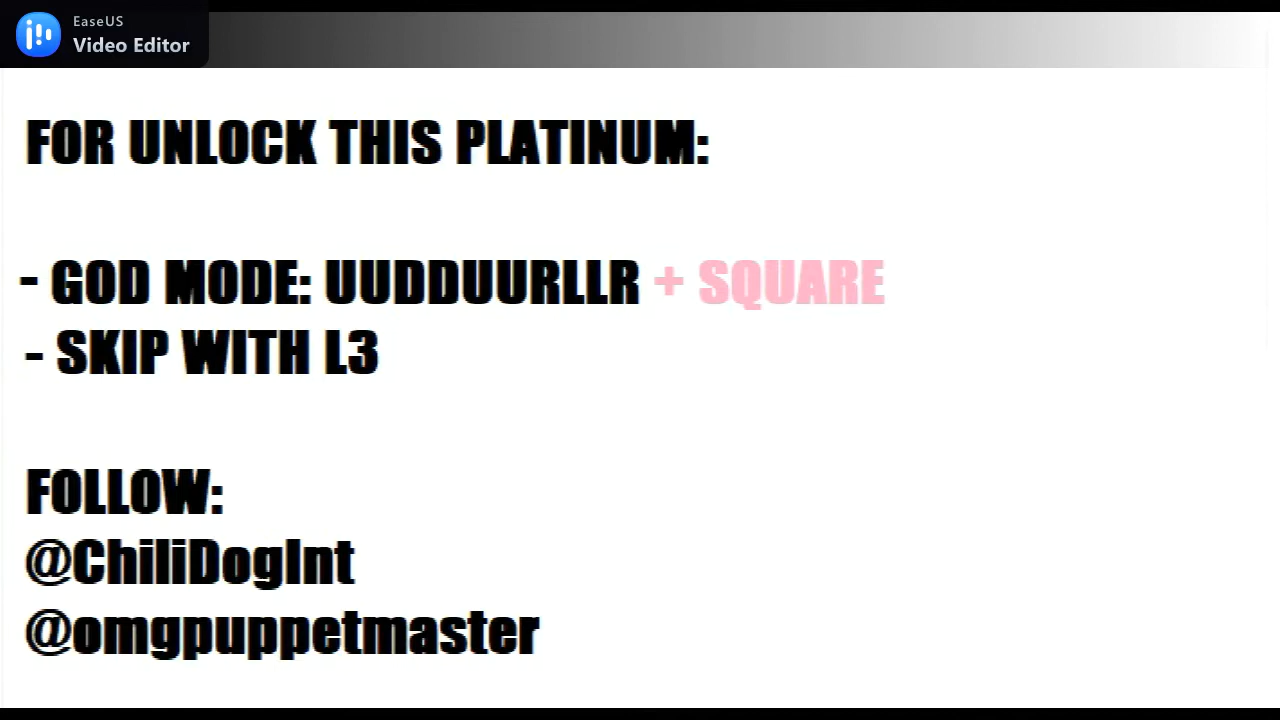 EaseUS
Video Editor
FOR UNLOCK THIS PLATINUM:
- GOD MODE: UUDDUURLLR + SQUARE
- SKIP WITH L3
FOLLOW:
@ChiliDogInt
@omgpuppetmaster